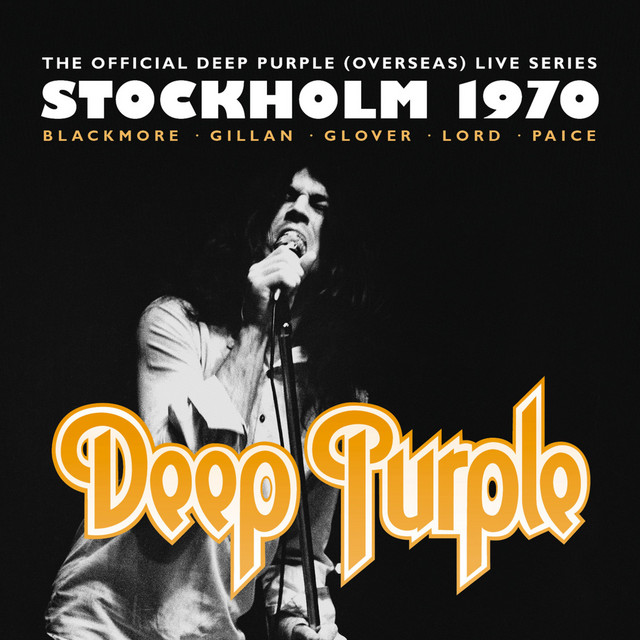 THE OFFICIAL DEEP PURPLE (OVERSEAS) LIVE SERIES
STOCKHOLM 1970
BLACKMORE · GILLAN · GLOVER · LORD · PAICE
Deep Purple